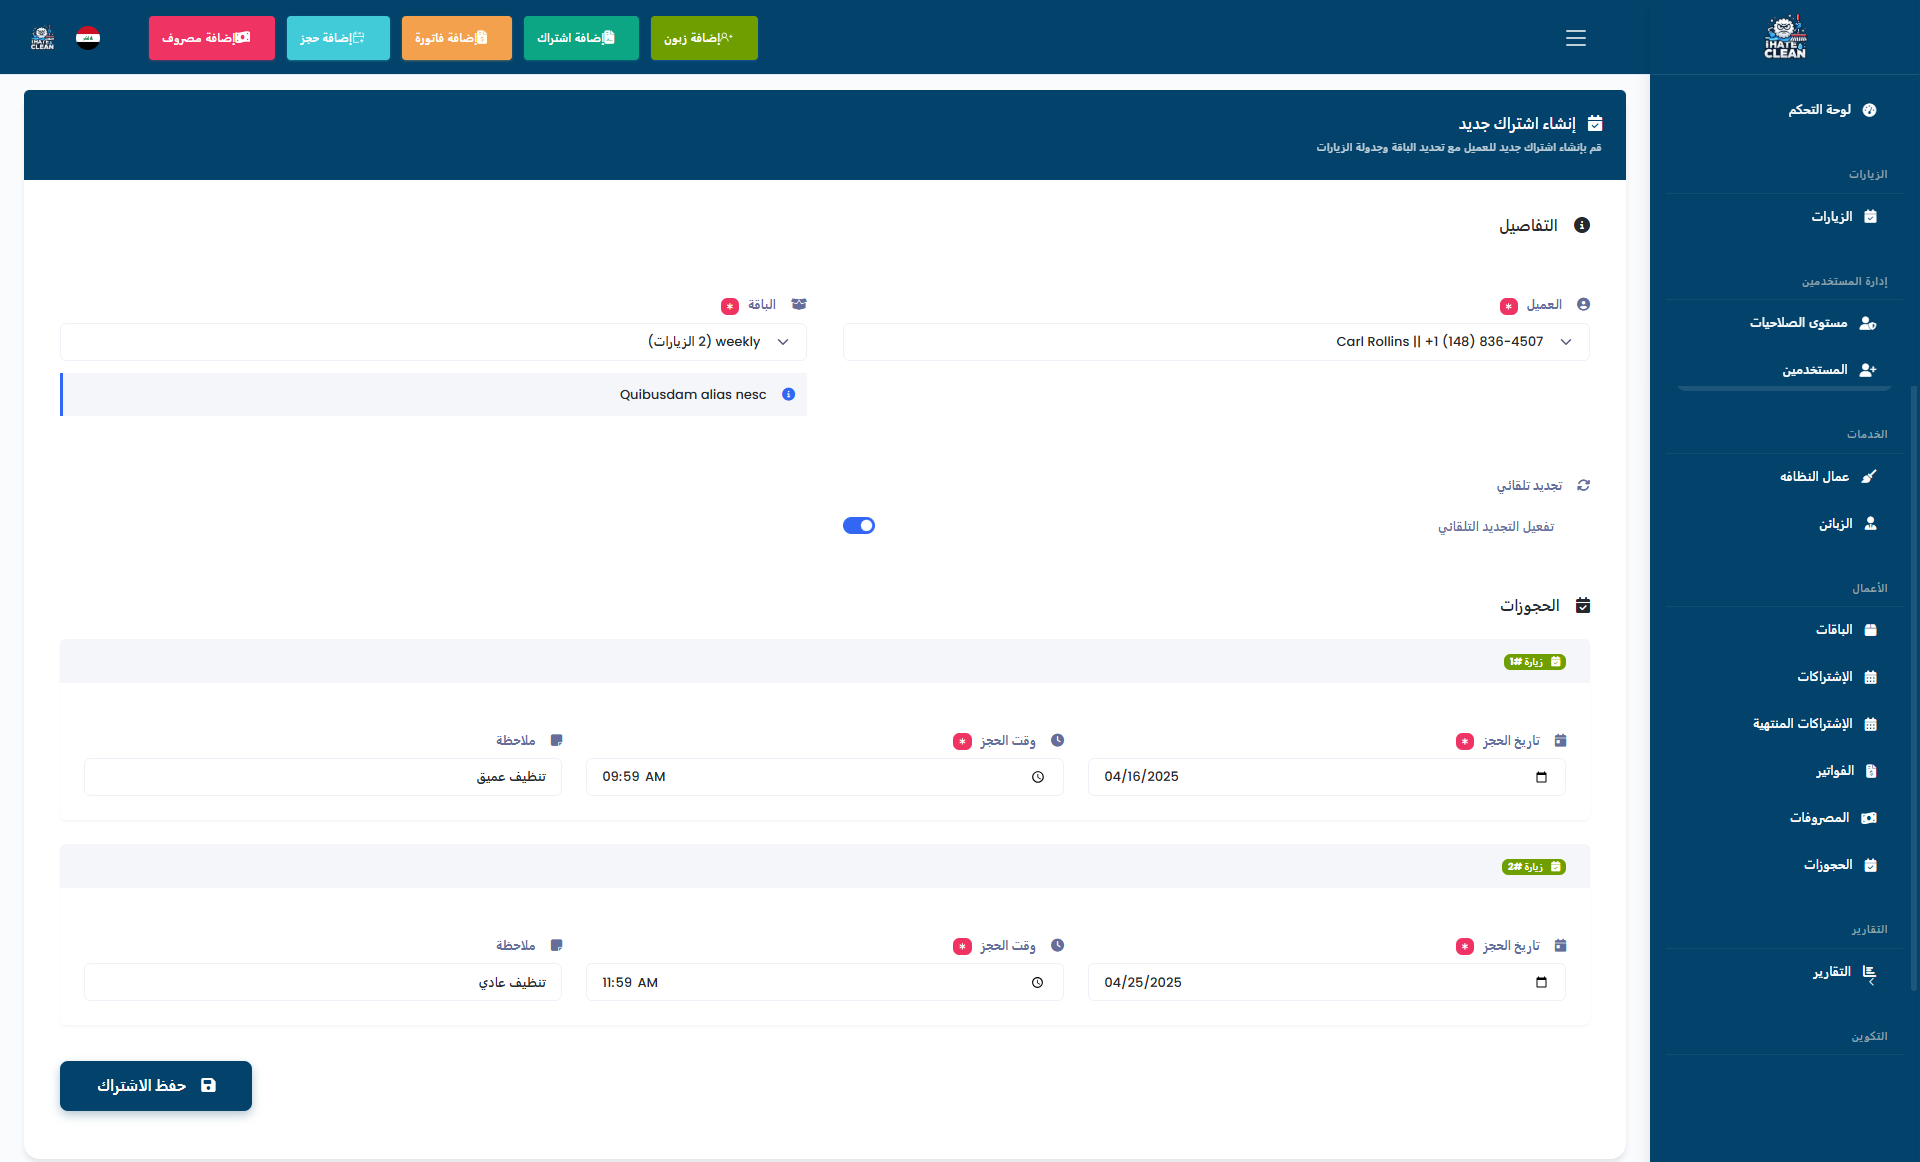 IHATE CLEAN
إضافة زبون
إضافة اشتراك
إضافة فاتورة
إضافة حجز
إضافة مصروف
IHATE CLEAN
لوحة التحكم
الزيارات
الزيارات
إدارة المستخدمين
مستوى الصلاحيات
المستخدمين
الخدمات
عمال النظافه
الزبائن
الأعمال
الباقات
الإشتراكات
الإشتراكات المنتهية
الفواتير
المصروفات
الحجوزات
التقارير
التقارير
التكوين
إنشاء اشتراك جديد
قم بإنشاء اشتراك جديد للعميل مع تحديد الباقة وجدولة الزيارات
التفاصيل
العميل *
Carl Rollins || +1 (148) 836-4507
الباقة *
weekly (2 الزيارات)
Quibusdam alias nesc
تجديد تلقائي
تفعيل التجديد التلقائي
الحجوزات
زيارة #1
تاريخ الحجز *
04/16/2025
وقت الحجز *
09:59 AM
ملاحظة
تنظيف عميق
زيارة #2
تاريخ الحجز *
04/25/2025
وقت الحجز *
11:59 AM
ملاحظة
تنظيف عادي
حفظ الاشتراك